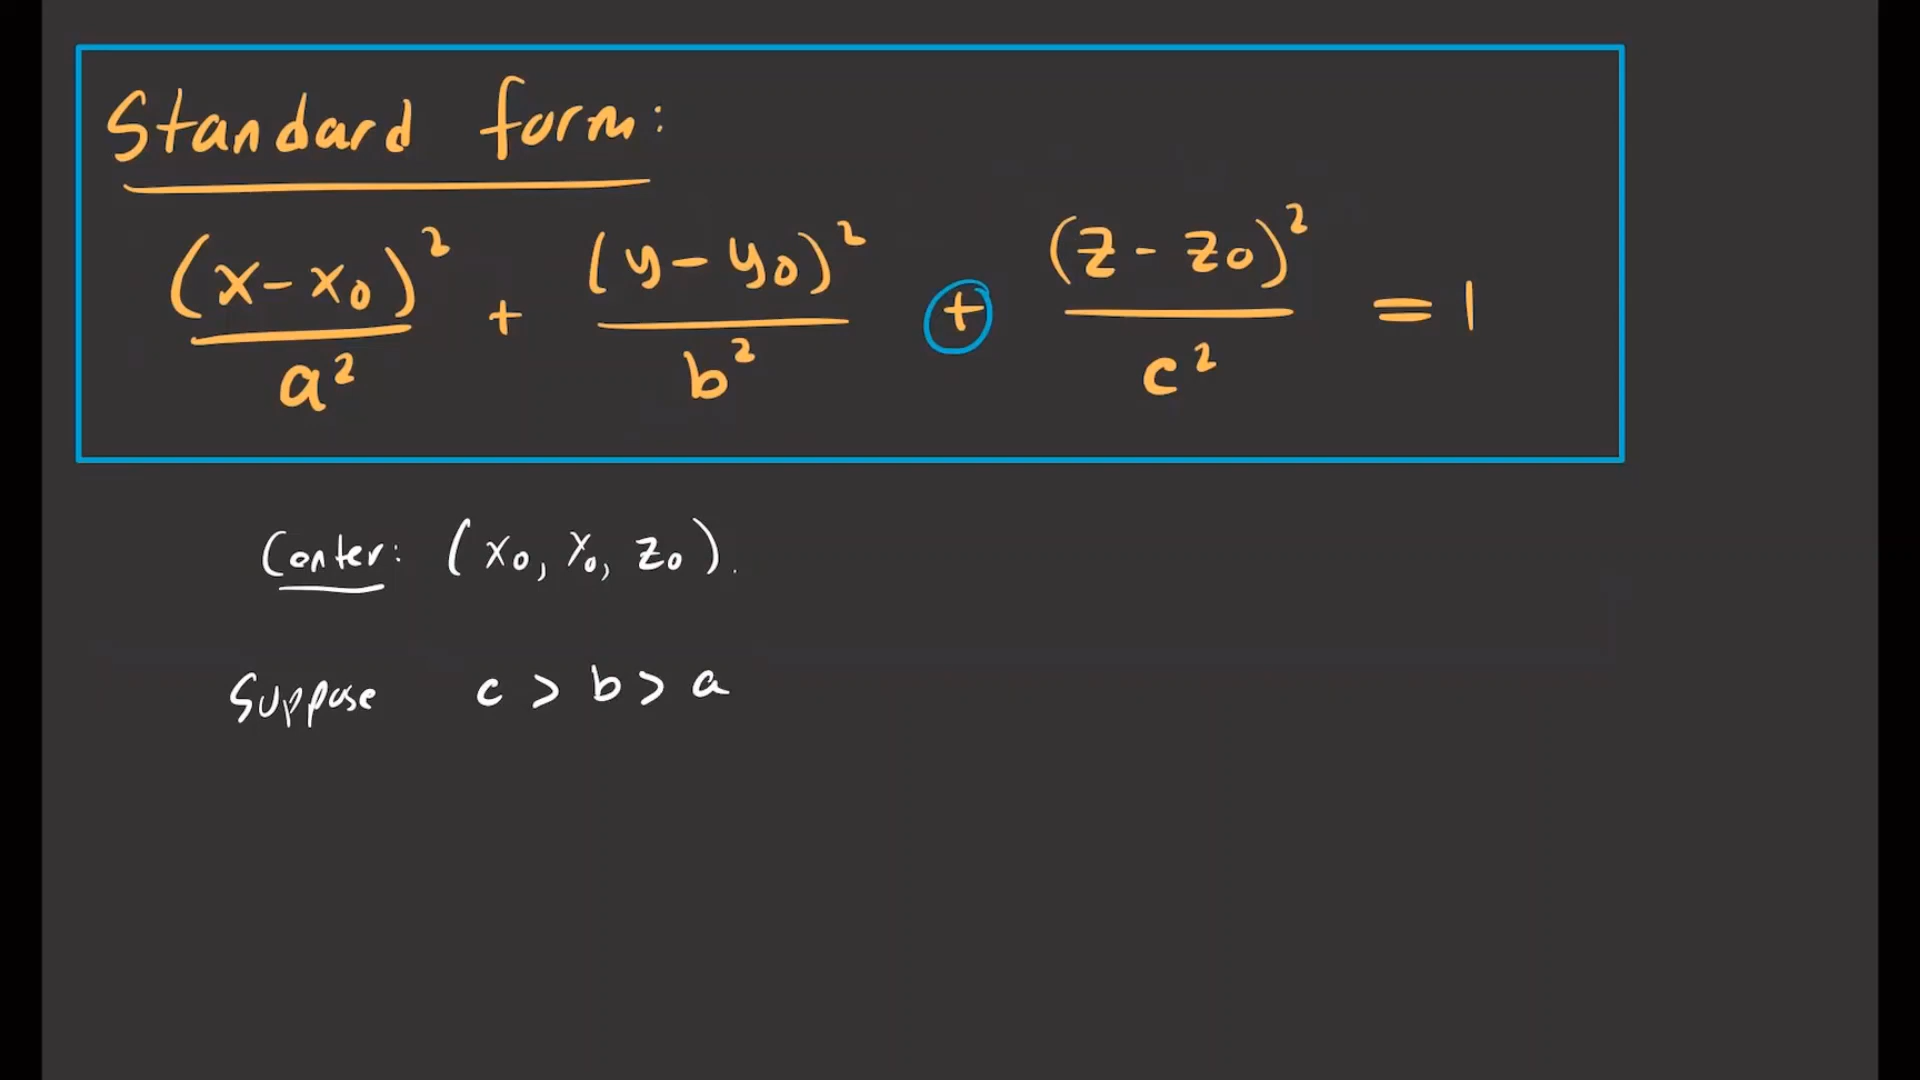 Standard form:
(x-x₀)²/a² + (y-y₀)²/b² + (z-z₀)²/c² = 1
Center: (x₀, y₀, z₀).
Suppose c > b > a